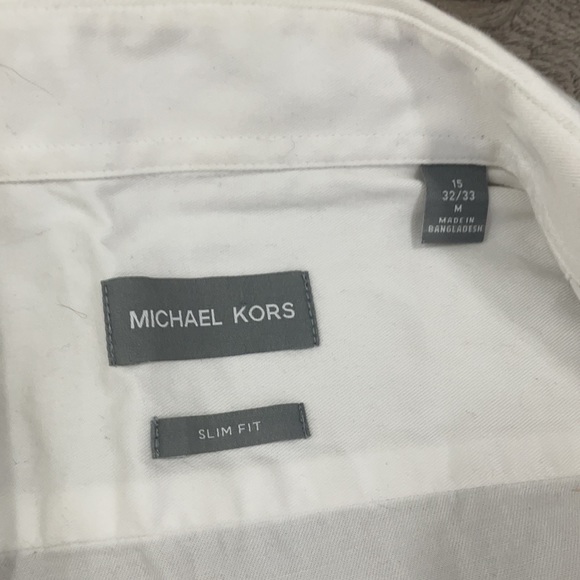 15
32/33
M
MADE IN
BANGLADESH
MICHAEL KORS
SLIM FIT